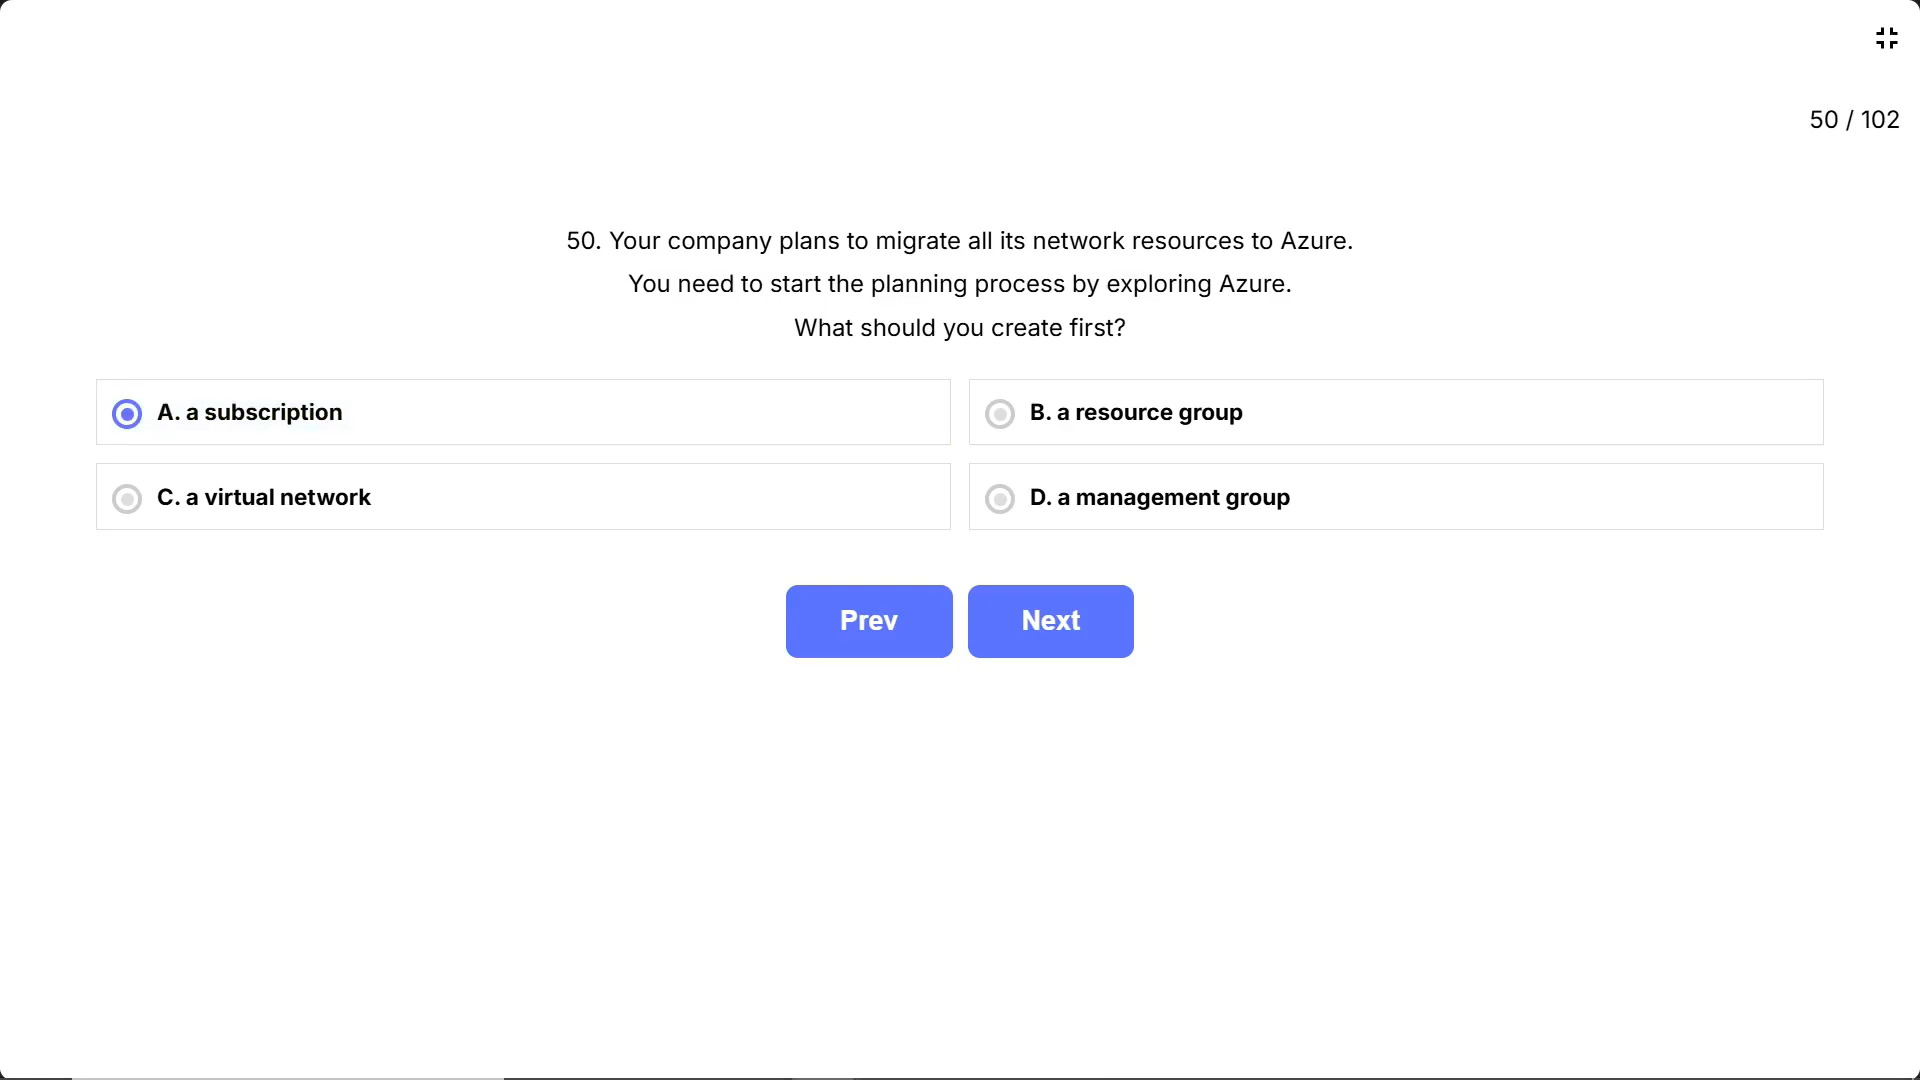 50 / 102
50. Your company plans to migrate all its network resources to Azure.
You need to start the planning process by exploring Azure.
What should you create first?
A. a subscription
B. a resource group
C. a virtual network
D. a management group
Prev
Next